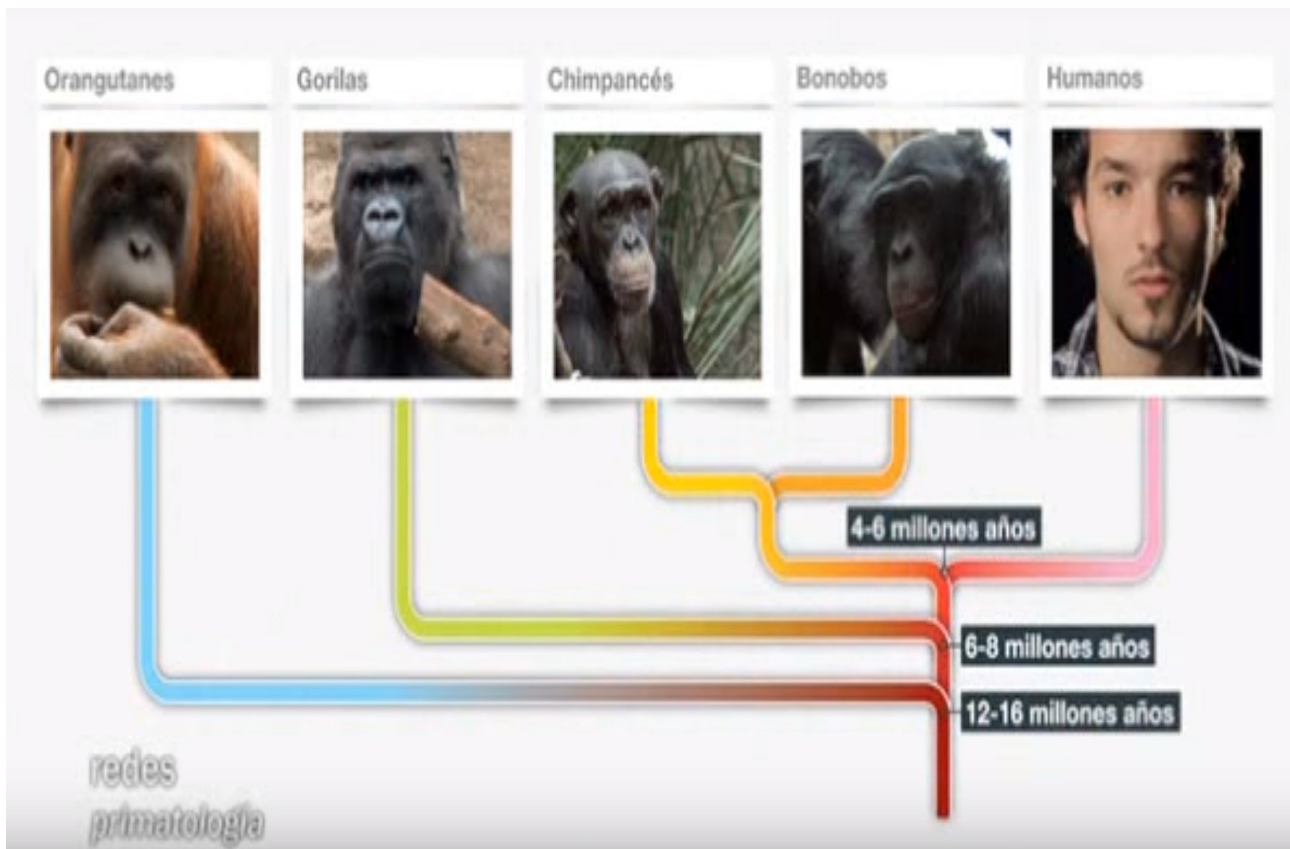 Orangutanes
Gorilas
Chimpancés
Bonobos
Humanos
4-6 millones años
6-8 millones años
12-16 millones años
redes
primatología